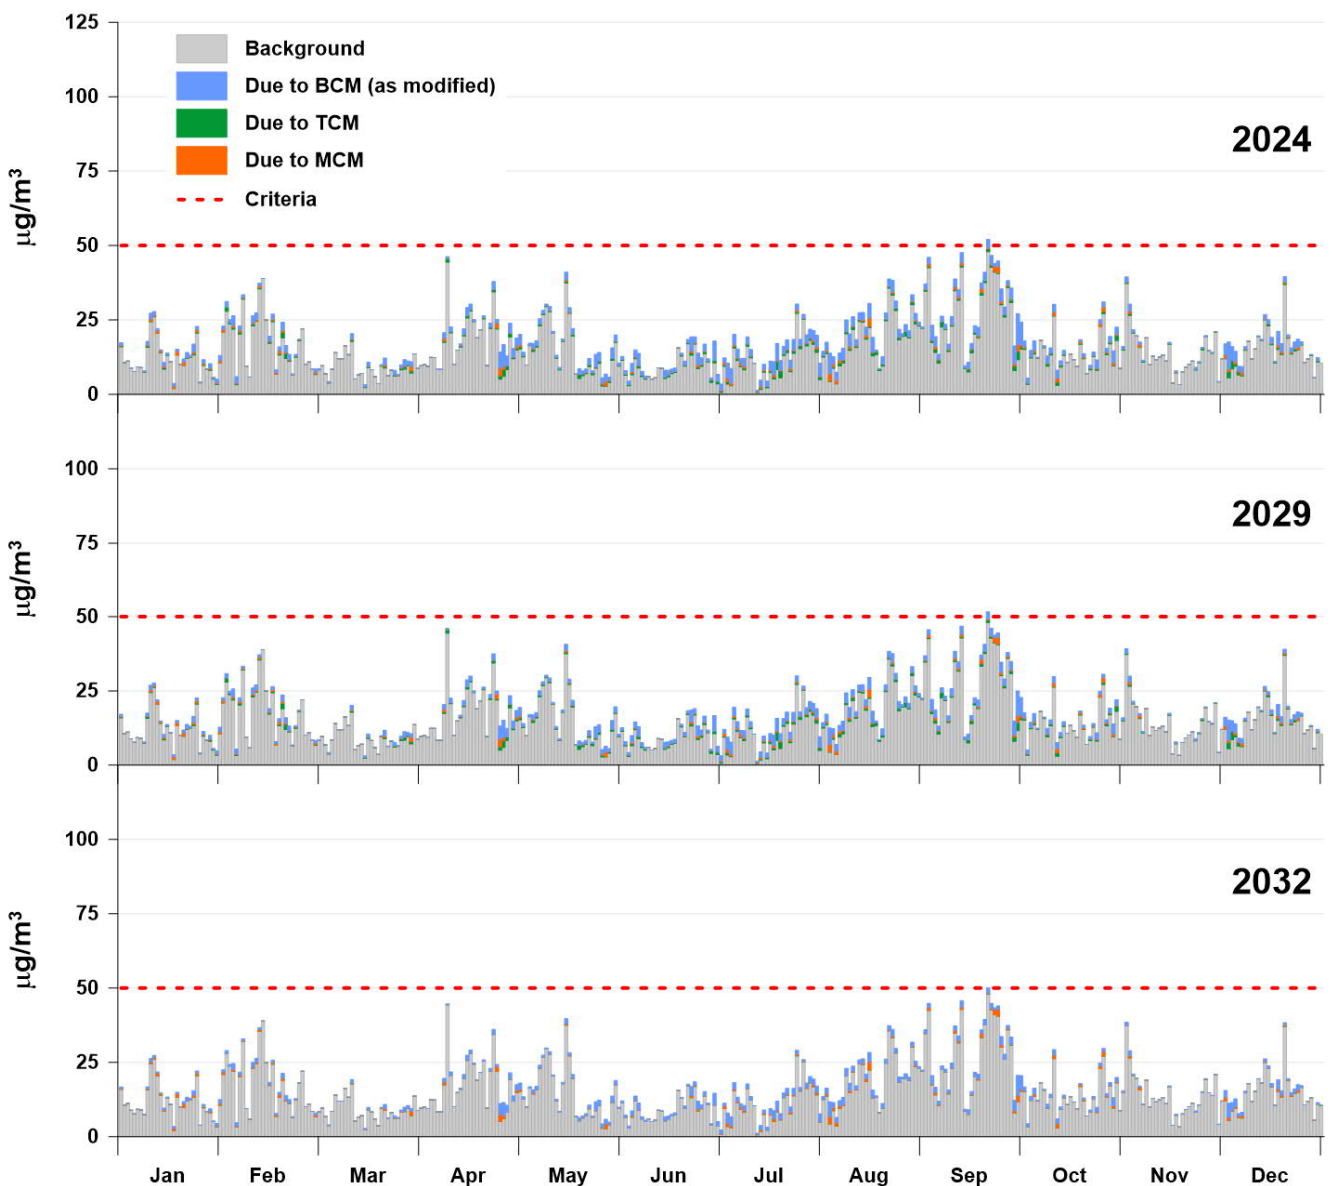 125
Background
Due to BCM (as modified)
100
Due to TCM
2024
Due to MCM
75
Criteria
µg/m³
50
25
0
100
2029
75
µg/m³
50
25
0
100
2032
75
µg/m³
50
25
0
Jan Feb Mar Apr May Jun Jul Aug Sep Oct Nov Dec